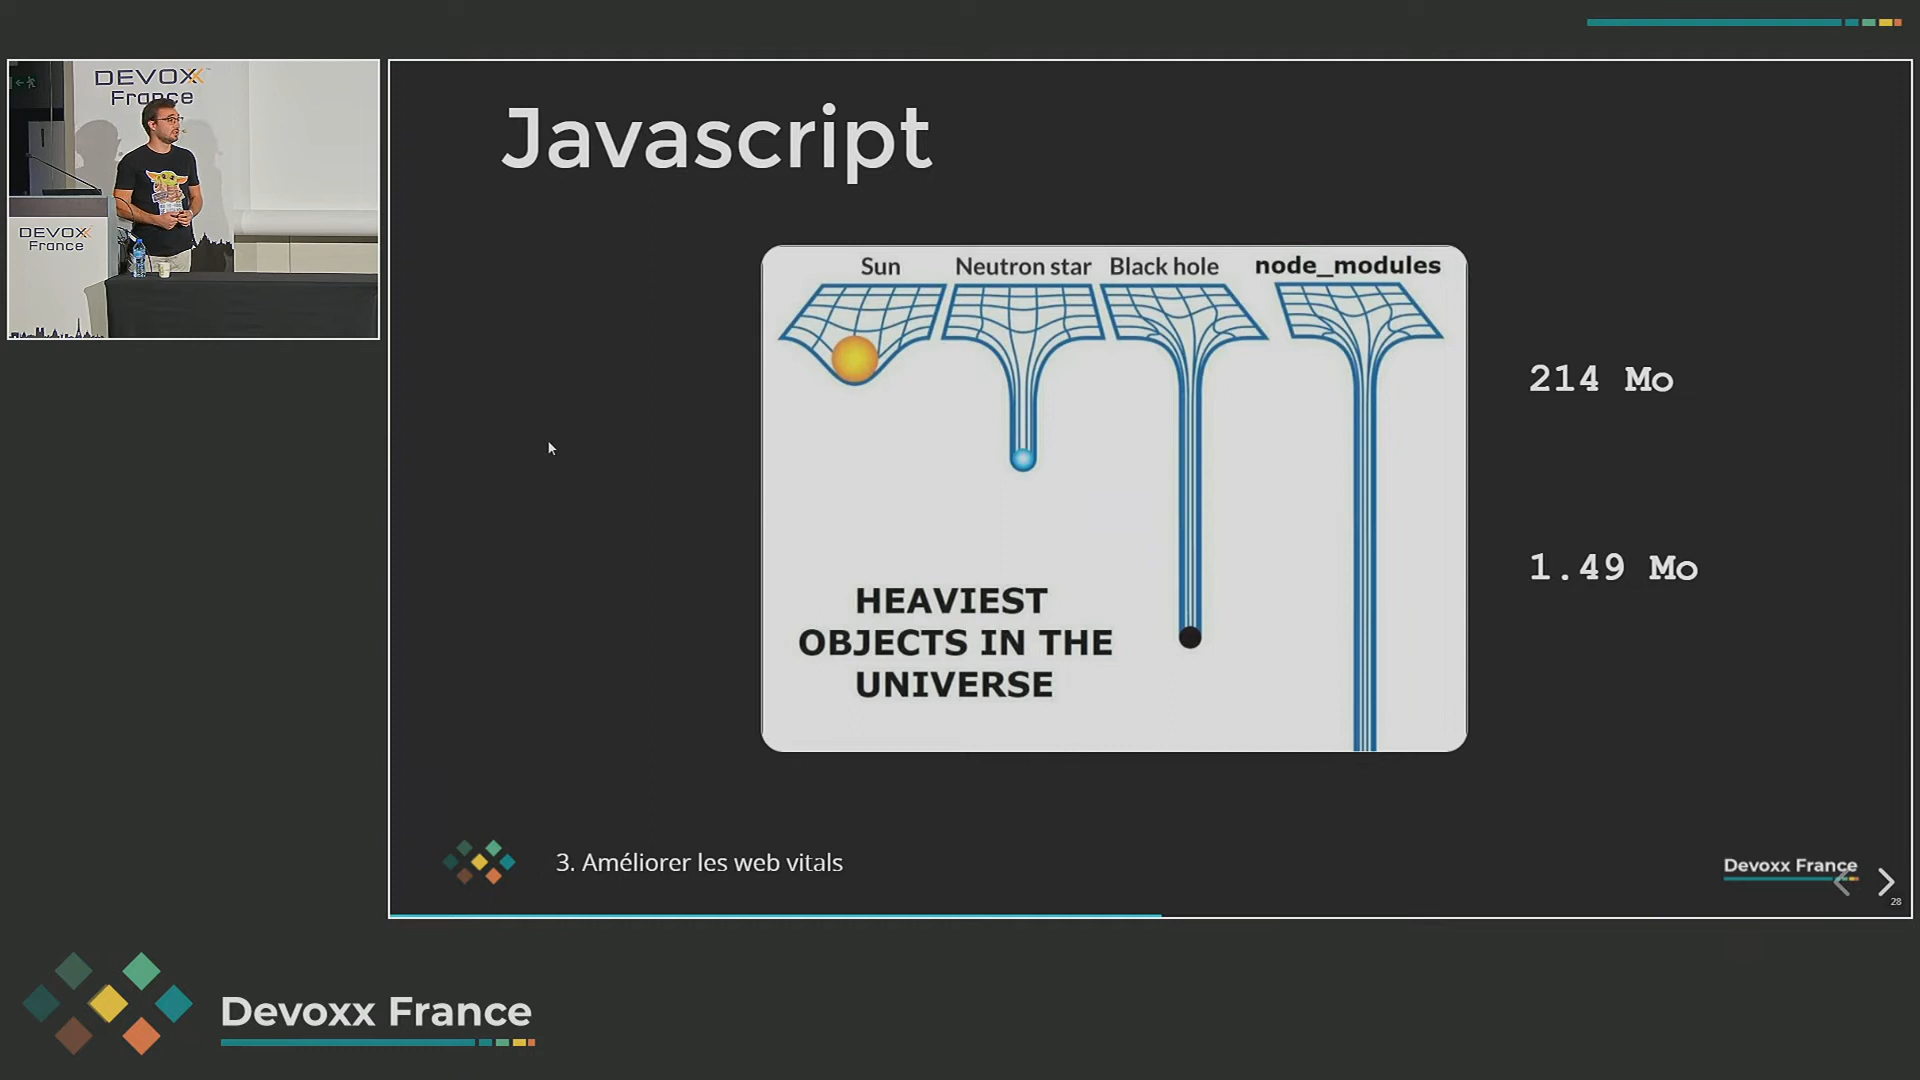 DEVOXX
France
DEVOXX
France
Javascript
Sun
Neutron star
Black hole
node_modules
214 Mo
1.49 Mo
HEAVIEST
OBJECTS IN THE
UNIVERSE
3. Améliorer les web vitals
Devoxx France
28
Devoxx France